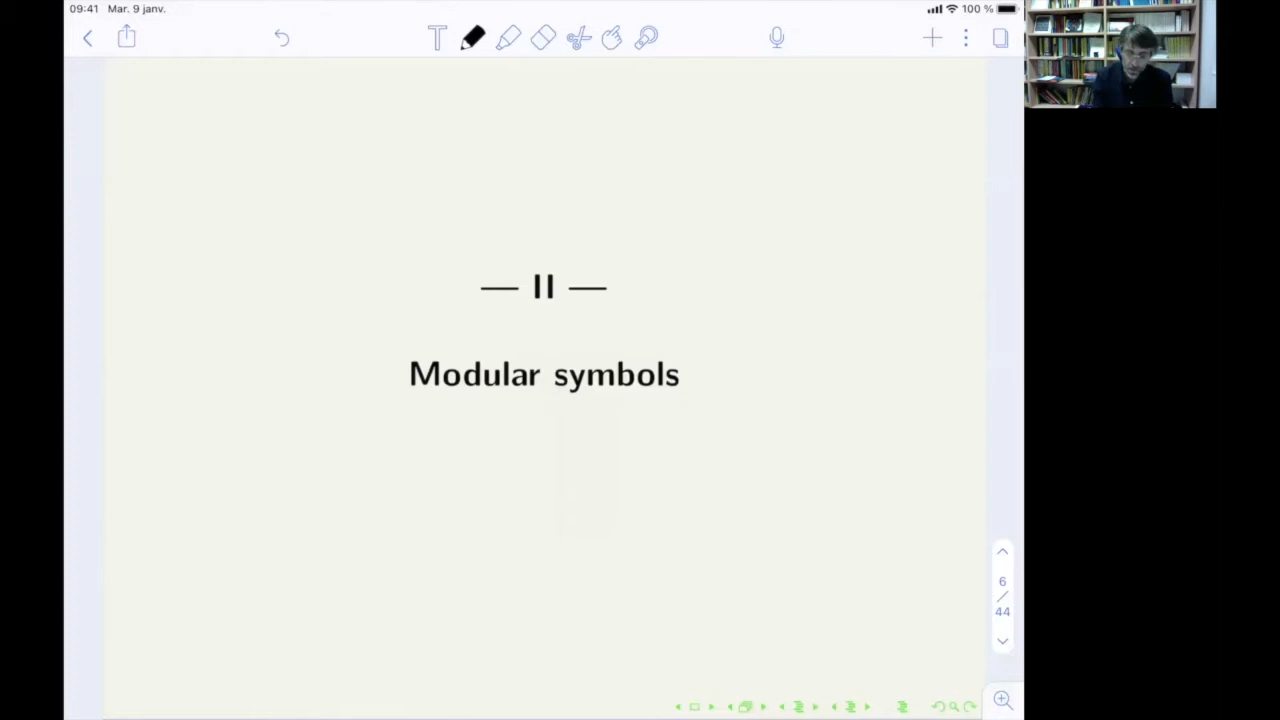 09:41 Mar. 9 janv.
100 %
T
— II —
Modular symbols
6
/
44